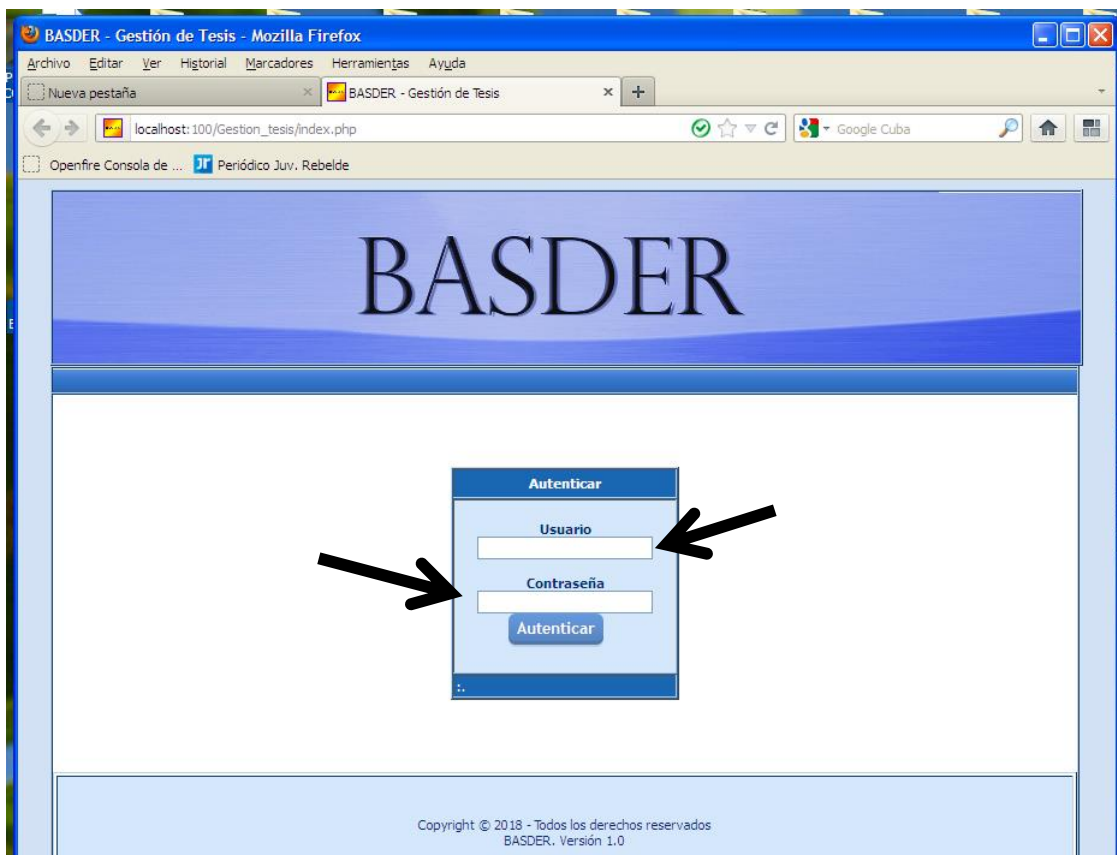 BASDER - Gestión de Tesis - Mozilla Firefox
Archivo Editar Ver Historial Marcadores Herramientas Ayuda
Nueva pestaña BASDER - Gestión de Tesis
localhost:100/Gestion_tesis/index.php Google Cuba
Openfire Consola de ... Periódico Juv. Rebelde
BASDER
Autenticar
Usuario
Contraseña
Autenticar
:.
Copyright © 2018 - Todos los derechos reservados
BASDER. Versión 1.0